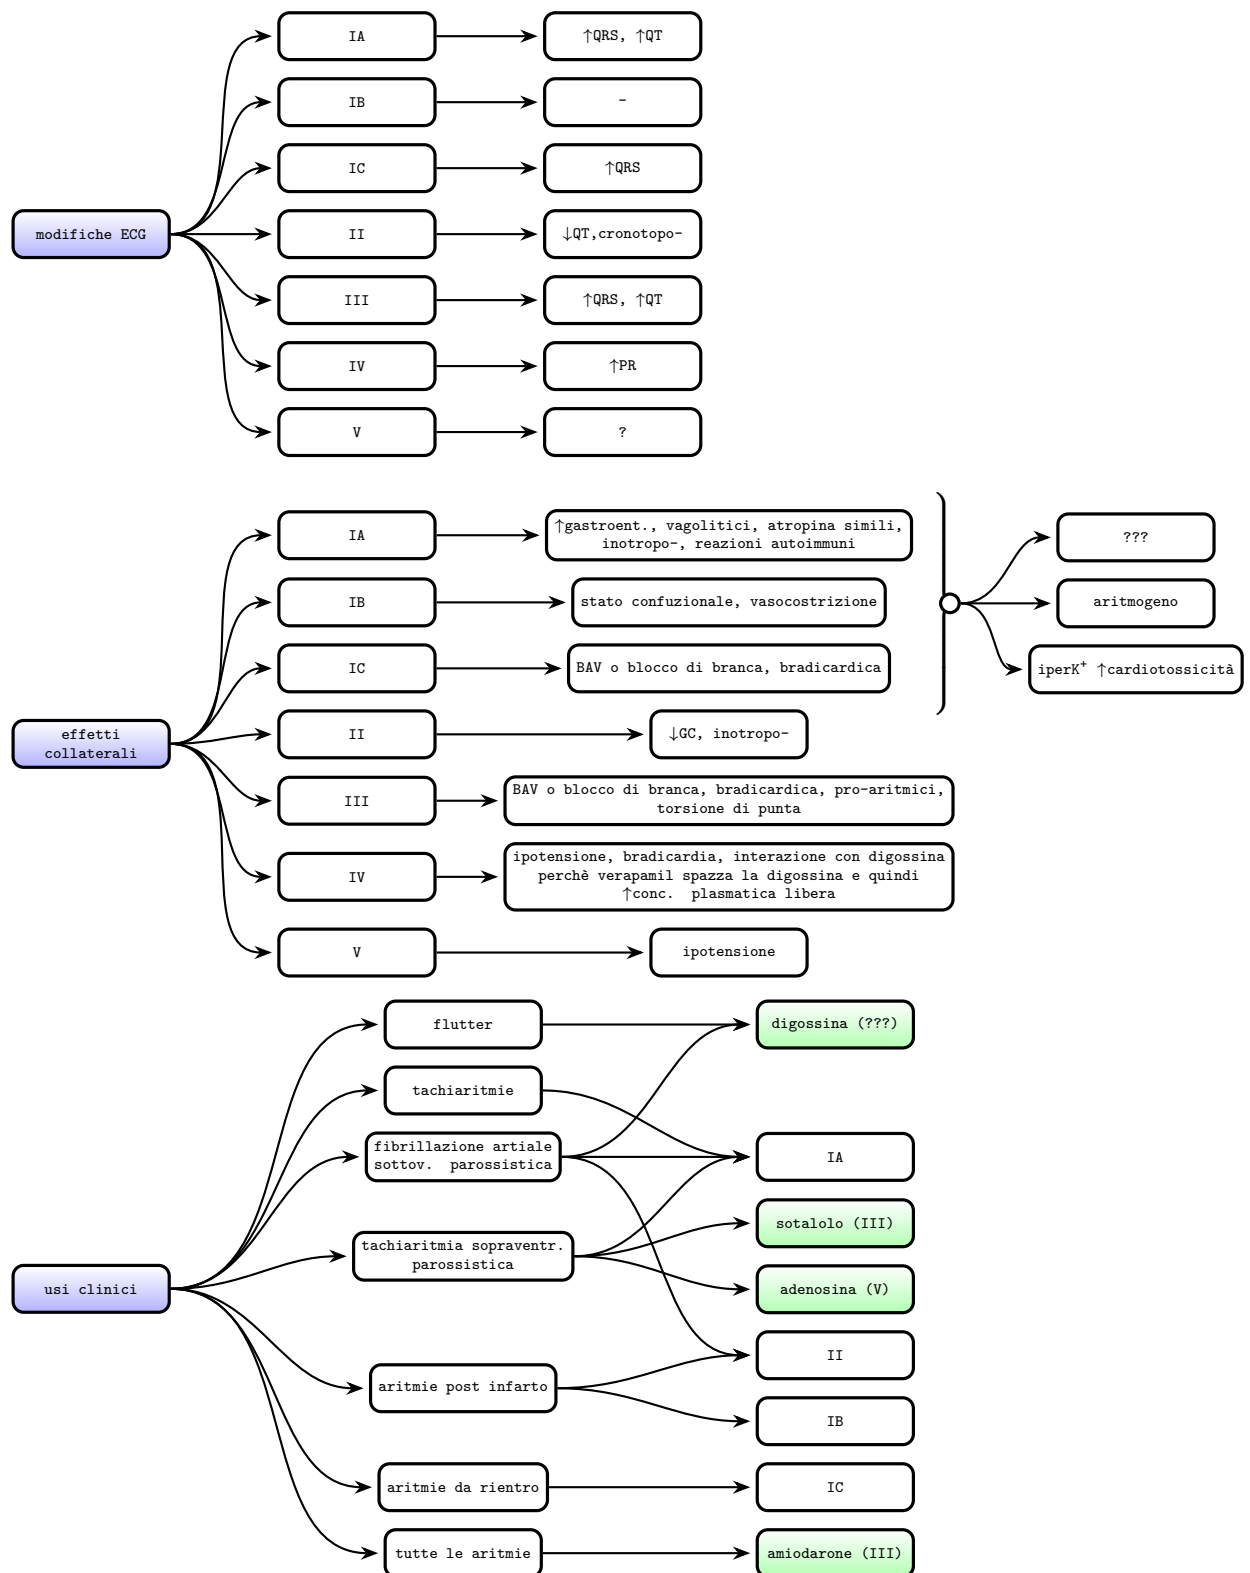 modifiche ECG
IA
↑QRS, ↑QT
IB
-
IC
↑QRS
II
↓QT,cronotopo-
III
↑QRS, ↑QT
IV
↑PR
V
?
effetti
collaterali
IA
↑gastroent., vagolitici, atropina simili,
inotropo-, reazioni autoimmuni
IB
stato confuzionale, vasocostrizione
IC
BAV o blocco di branca, bradicardica
???
aritmogeno
iperK⁺ ↑cardiotossicità
II
↓GC, inotropo-
III
BAV o blocco di branca, bradicardica, pro-aritmici,
torsione di punta
IV
ipotensione, bradicardia, interazione con digossina
perchè verapamil spazza la digossina e quindi
↑conc. plasmatica libera
V
ipotensione
usi clinici
flutter
tachiaritmie
fibrillazione artiale
sottov. parossistica
tachiaritmia sopraventr.
parossistica
aritmie post infarto
aritmie da rientro
tutte le aritmie
digossina (???)
IA
sotalolo (III)
adenosina (V)
II
IB
IC
amiodarone (III)